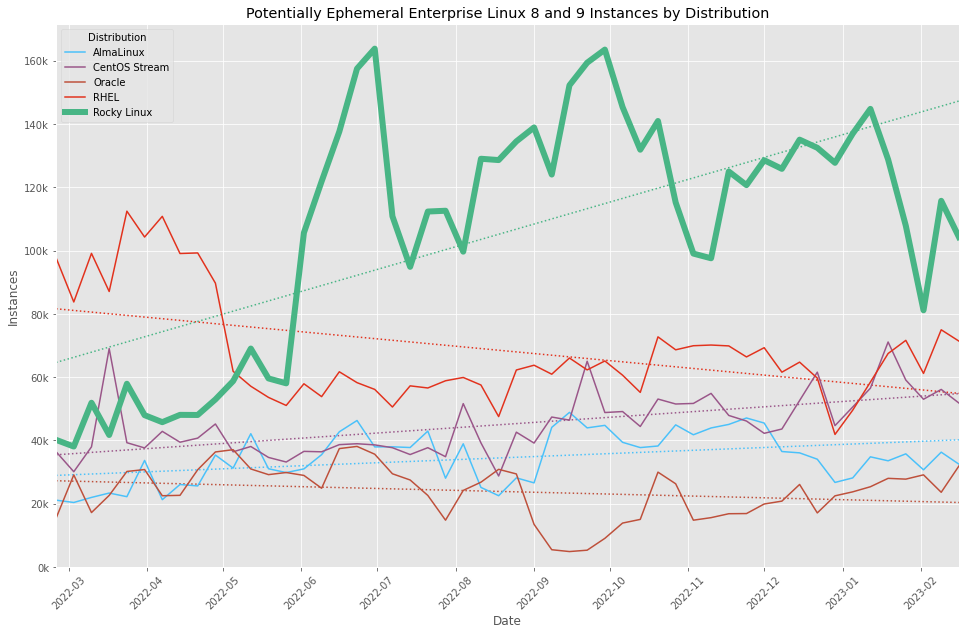 Potentially Ephemeral Enterprise Linux 8 and 9 Instances by Distribution
Distribution
AlmaLinux
CentOS Stream
Oracle
RHEL
Rocky Linux
160k
140k
120k
100k
80k
60k
40k
20k
0k
Instances
2022-03
2022-04
2022-05
2022-06
2022-07
2022-08
2022-09
2022-10
2022-11
2022-12
2023-01
2023-02
Date